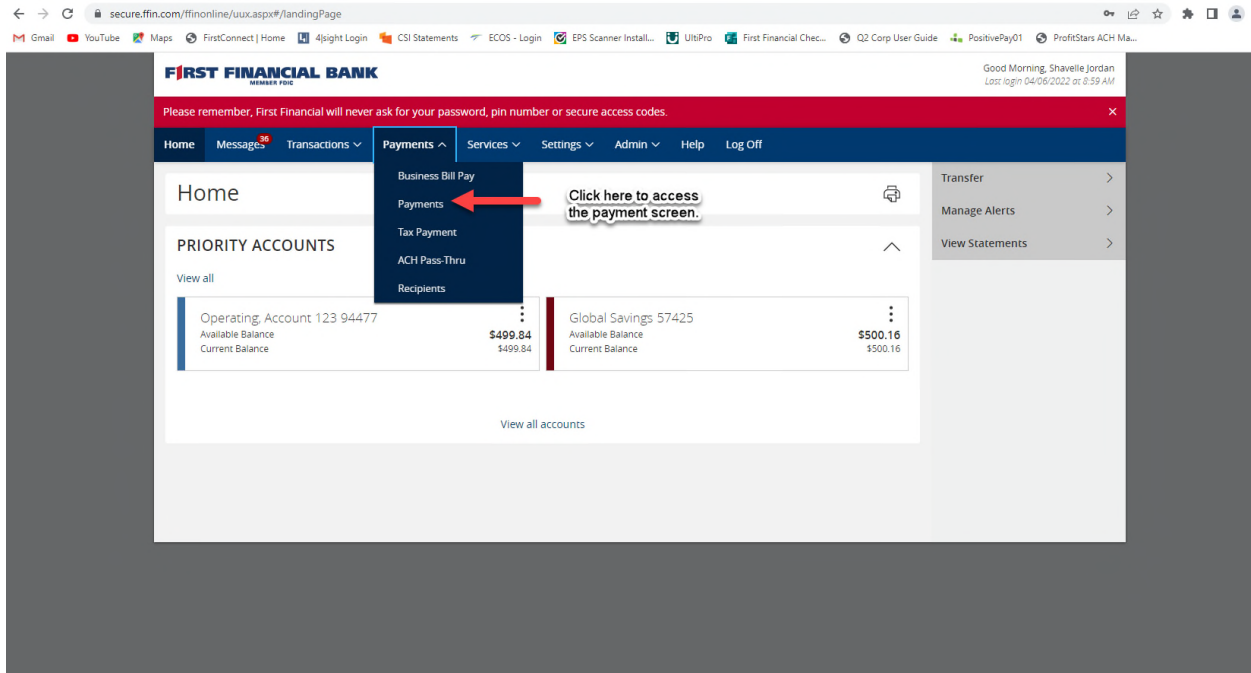 secure.ffin.com/ffinonline/uux.aspx#/landingPage
Gmail YouTube Maps FirstConnect | Home 4|sight Login CSI Statements ECOS - Login EPS Scanner Install... UltiPro First Financial Chec... Q2 Corp User Guide PositivePay01 ProfitStars ACH Ma...
FIRST FINANCIAL BANK
MEMBER FDIC
Good Morning, Shavelle Jordan
Last login 04/06/2022 at 8:59 AM
Please remember, First Financial will never ask for your password, pin number or secure access codes.
Home Messages 36 Transactions Payments Services Settings Admin Help Log Off
Business Bill Pay
Payments
Tax Payment
ACH Pass-Thru
Recipients
Click here to access
the payment screen.
Home
Transfer
Manage Alerts
View Statements
PRIORITY ACCOUNTS
View all
Operating, Account 123 94477
Available Balance $499.84
Current Balance $499.84
Global Savings 57425
Available Balance $500.16
Current Balance $500.16
View all accounts